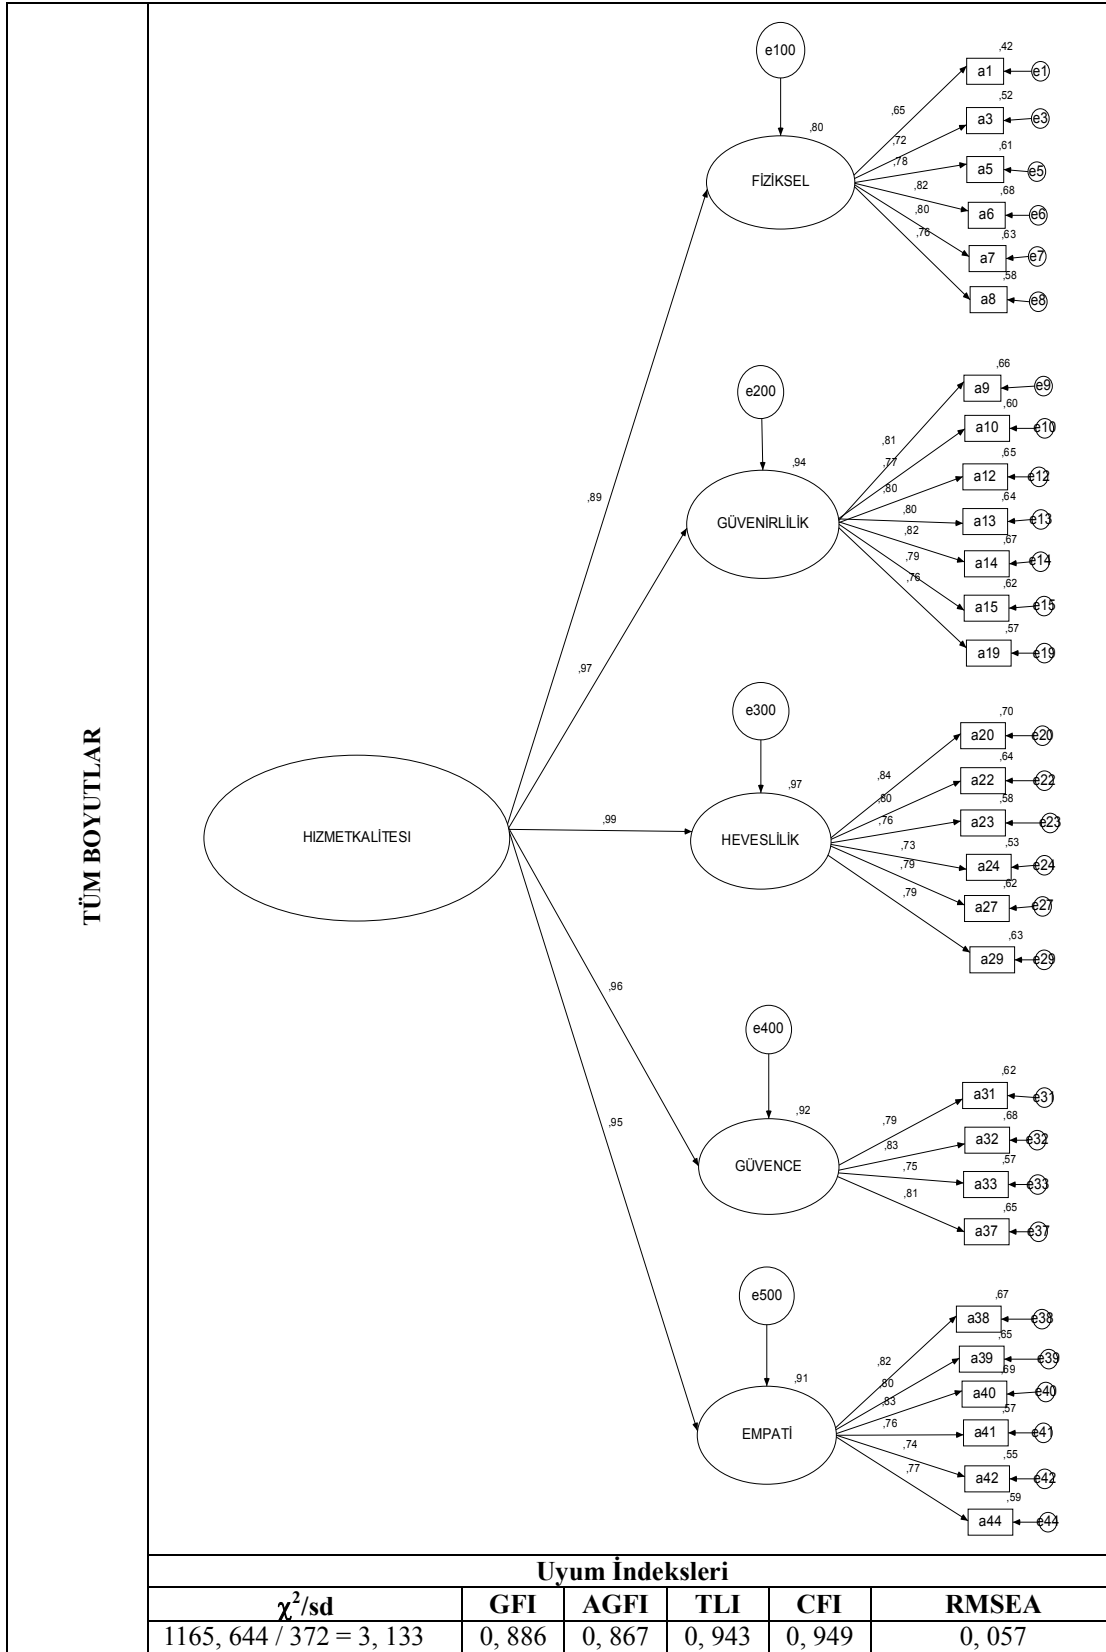 TÜM BOYUTLAR
e100
,80
FİZİKSEL
,65
,72
,78
,82
,80
,76
,42
a1 e1
,52
a3 e3
,61
a5 e5
,68
a6 e6
,63
a7 e7
,58
a8 e8
e200
,94
GÜVENİRLİLİK
,81
,77
,80
,80
,82
,79
,76
,66
a9 e9
,60
a10 e10
,65
a12 e12
,64
a13 e13
,67
a14 e14
,62
a15 e15
,57
a19 e19
,89
,97
,99
,96
,95
HIZMETKALİTESI
e300
,97
HEVESLİLİK
,84
,80
,76
,73
,79
,79
,70
a20 e20
,64
a22 e22
,58
a23 e23
,53
a24 e24
,62
a27 e27
,63
a29 e29
e400
,92
GÜVENCE
,79
,83
,75
,81
,62
a31 e31
,68
a32 e32
,57
a33 e33
,65
a37 e37
e500
,91
EMPATİ
,82
,80
,83
,76
,74
,77
,67
a38 e38
,65
a39 e39
,69
a40 e40
,57
a41 e41
,55
a42 e42
,59
a44 e44
Uyum İndeksleri
χ²/sd GFI AGFI TLI CFI RMSEA
1165, 644 / 372 = 3, 133 0, 886 0, 867 0, 943 0, 949 0, 057